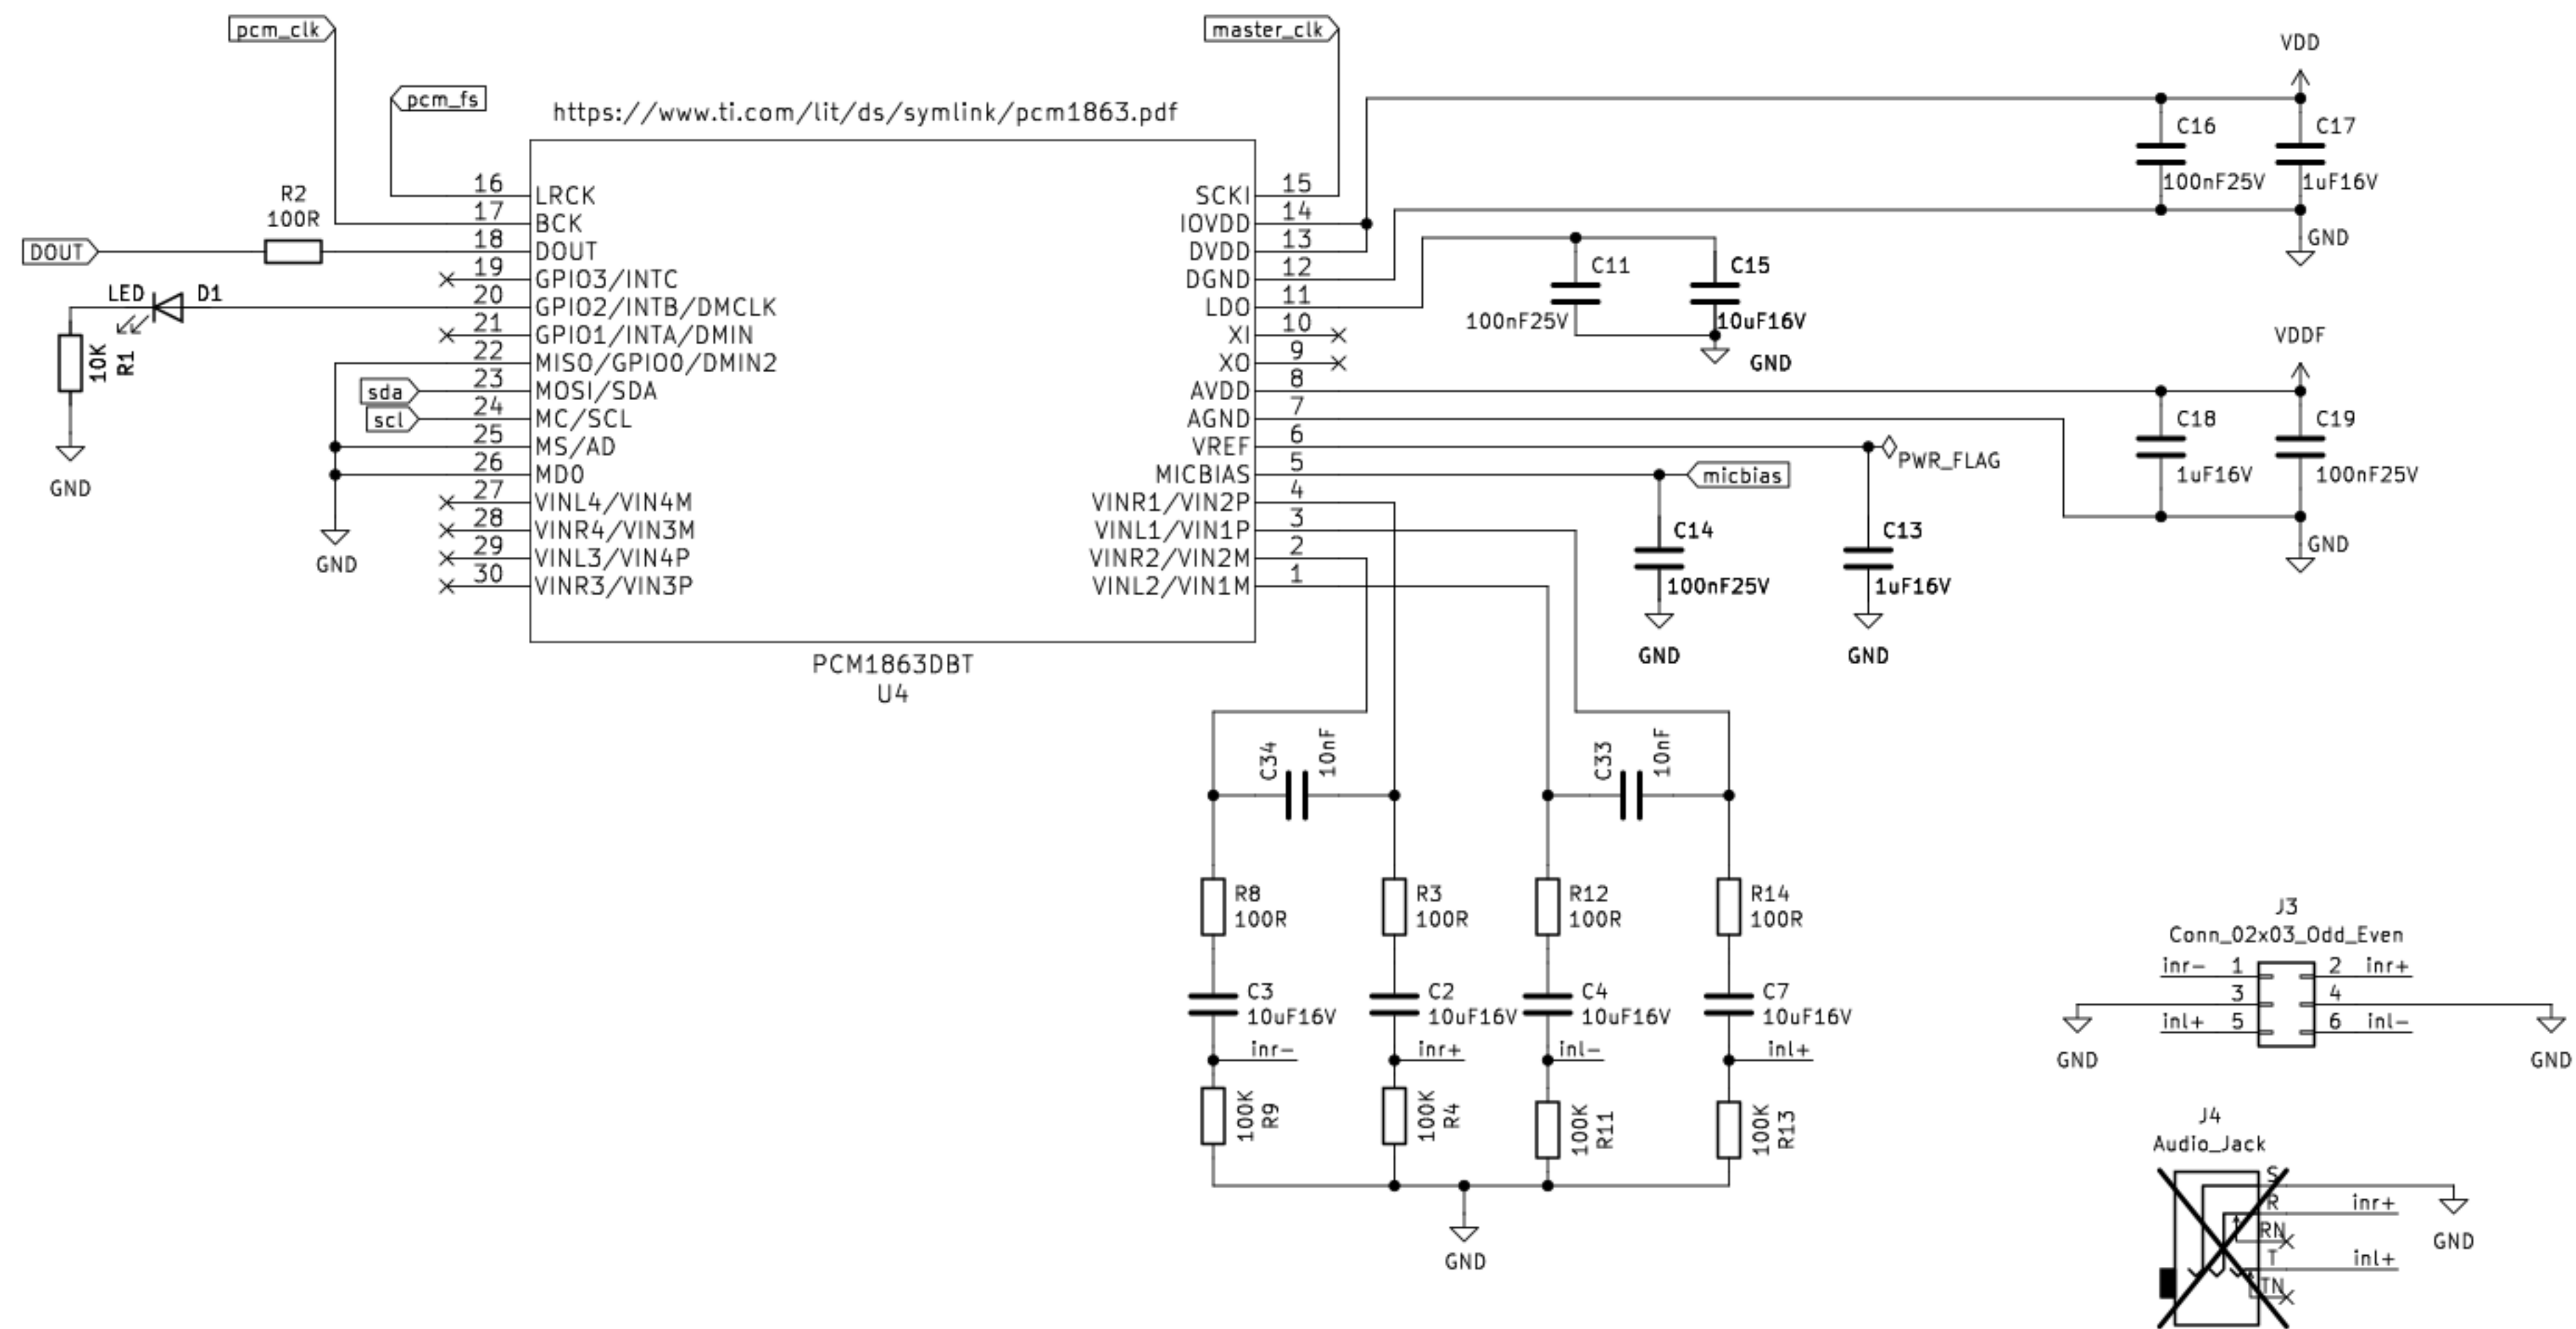 pcm_clk
master_clk
VDD
pcm_fs
https://www.ti.com/lit/ds/symlink/pcm1863.pdf
C16
100nF25V
C17
1uF16V
GND
R2
100R
DOUT
LED
D1
10K
R1
GND
sda
scl
GND
16 LRCK
17 BCK
18 DOUT
19 GPIO3/INTC
20 GPIO2/INTB/DMCLK
21 GPIO1/INTA/DMIN
22 MISO/GPIO0/DMIN2
23 MOSI/SDA
24 MC/SCL
25 MS/AD
26 MD0
27 VINL4/VIN4M
28 VINR4/VIN3M
29 VINL3/VIN4P
30 VINR3/VIN3P
SCKI 15
IOVDD 14
DVDD 13
DGND 12
LDO 11
XI 10
XO 9
AVDD 8
AGND 7
VREF 6
MICBIAS 5
VINR1/VIN2P 4
VINL1/VIN1P 3
VINR2/VIN2M 2
VINL2/VIN1M 1
PCM1863DBT
U4
C11
100nF25V
C15
10uF16V
GND
VDDF
C18
1uF16V
C19
100nF25V
GND
PWR_FLAG
micbias
C14
100nF25V
GND
C13
1uF16V
GND
C34
10nF
C33
10nF
R8
100R
R3
100R
R12
100R
R14
100R
C3
10uF16V
C2
10uF16V
C4
10uF16V
C7
10uF16V
inr-
inr+
inl-
inl+
100K
R9
100K
R4
100K
R11
100K
R13
GND
J3
Conn_02x03_Odd_Even
inr- 1 2 inr+
3 4
inl+ 5 6 inl-
GND
GND
J4
Audio_Jack
S
R inr+
RN
GND
T inl+
TN